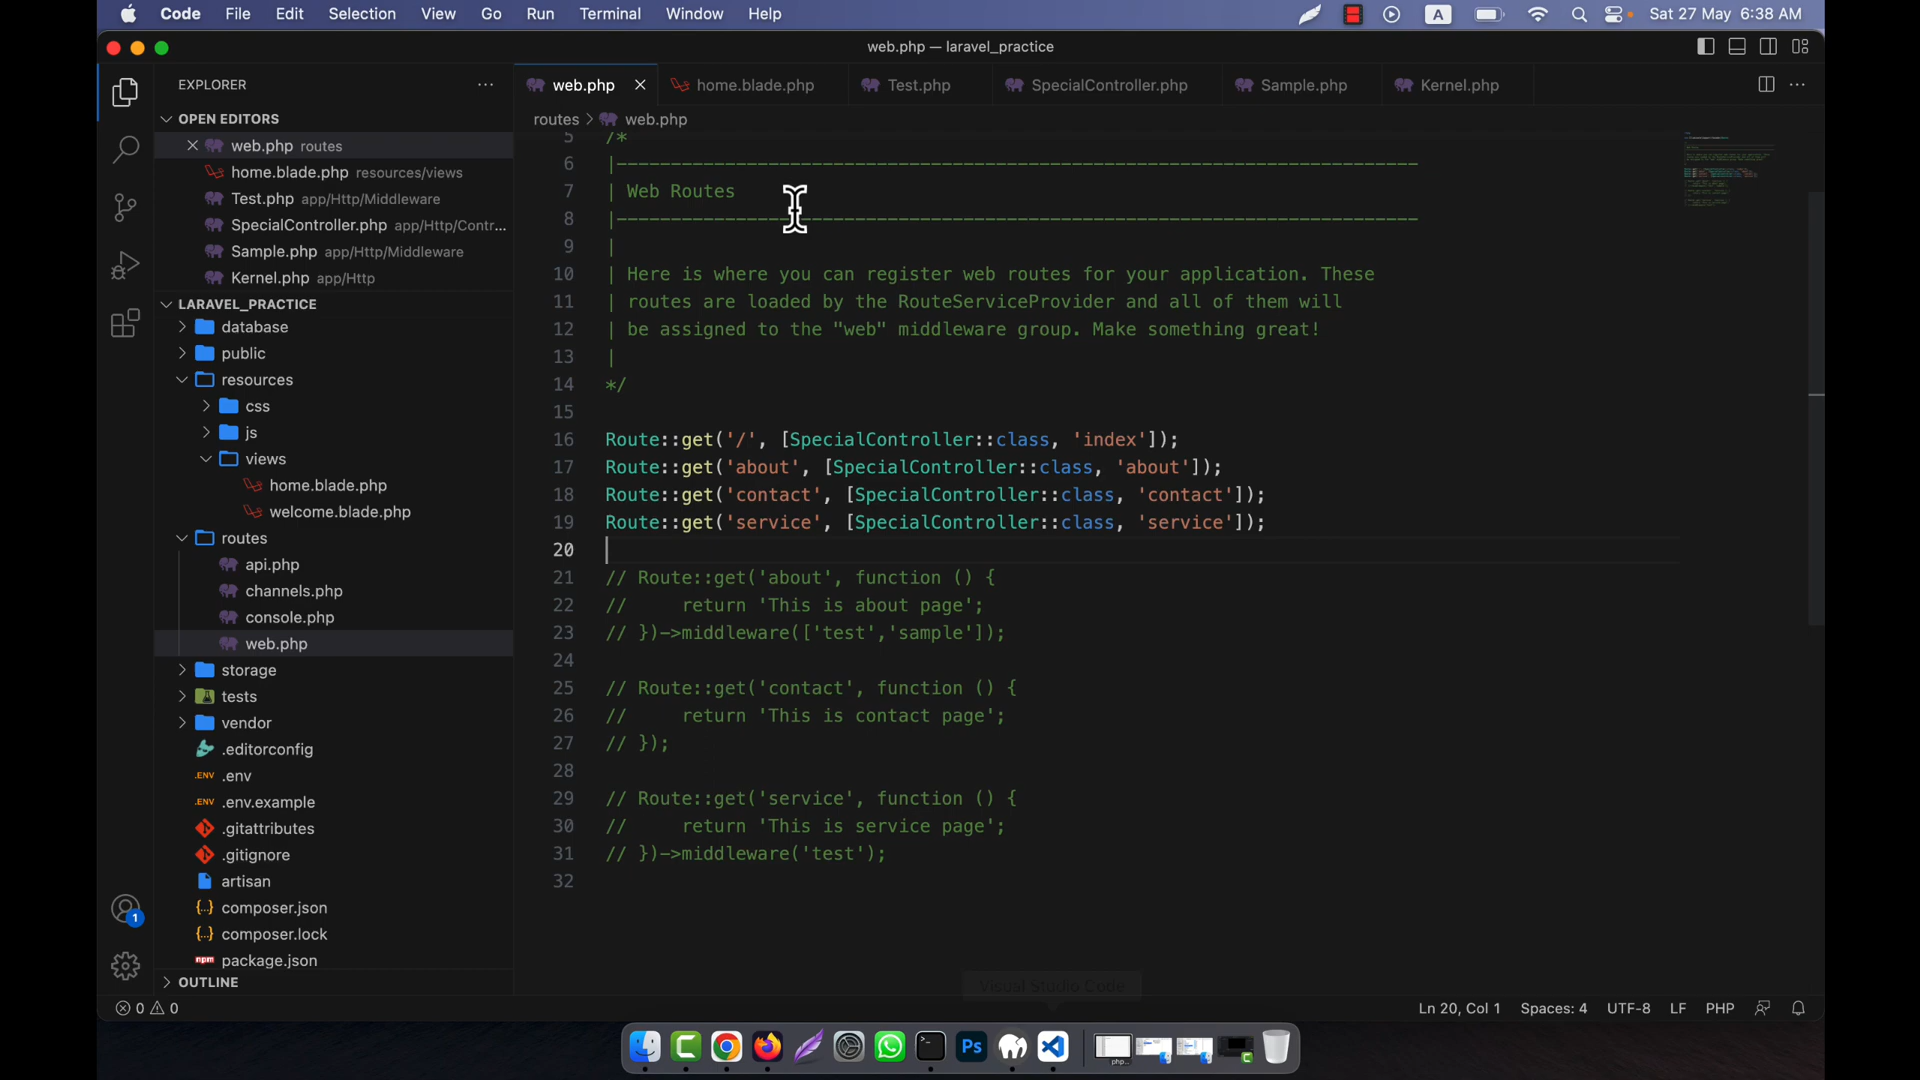 Code File Edit Selection View Go Run Terminal Window Help A Sat 27 May 6:38 AM
web.php — laravel_practice
EXPLORER
web.php home.blade.php Test.php SpecialController.php Sample.php Kernel.php
routes > web.php
OPEN EDITORS
web.php routes
home.blade.php resources/views
Test.php app/Http/Middleware
SpecialController.php app/Http/Contr...
Sample.php app/Http/Middleware
Kernel.php app/Http
LARAVEL_PRACTICE
database
public
resources
css
js
views
home.blade.php
welcome.blade.php
routes
api.php
channels.php
console.php
web.php
storage
tests
vendor
.editorconfig
.ENV .env
.ENV .env.example
.gitattributes
.gitignore
artisan
{..} composer.json
{..} composer.lock
npm package.json
OUTLINE
5 /*
6 |--------------------------------------------------------------------------
7 | Web Routes
8 |--------------------------------------------------------------------------
9 |
10 | Here is where you can register web routes for your application. These
11 | routes are loaded by the RouteServiceProvider and all of them will
12 | be assigned to the "web" middleware group. Make something great!
13 |
14 */
15
16 Route::get('/', [SpecialController::class, 'index']);
17 Route::get('about', [SpecialController::class, 'about']);
18 Route::get('contact', [SpecialController::class, 'contact']);
19 Route::get('service', [SpecialController::class, 'service']);
20
21 // Route::get('about', function () {
22 //     return 'This is about page';
23 // })->middleware(['test','sample']);
24
25 // Route::get('contact', function () {
26 //     return 'This is contact page';
27 // });
28
29 // Route::get('service', function () {
30 //     return 'This is service page';
31 // })->middleware('test');
32
Visual Studio Code
1
0 0
Ln 20, Col 1 Spaces: 4 UTF-8 LF PHP
Ps
php...